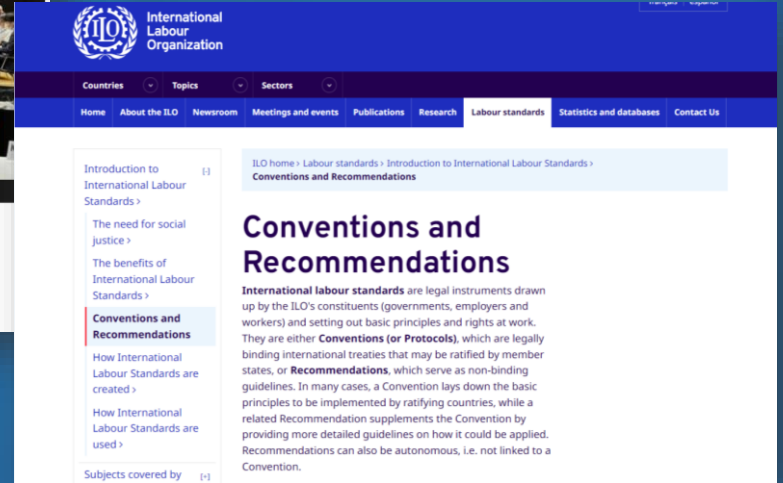 International
Labour
Organization
Countries Topics Sectors
Home About the ILO Newsroom Meetings and events Publications Research Labour standards Statistics and databases Contact Us
Introduction to [-]
International Labour
Standards >
The need for social
justice >
The benefits of
International Labour
Standards >
Conventions and
Recommendations
How International
Labour Standards are
created >
How International
Labour Standards are
used >
Subjects covered by [+]
ILO home > Labour standards > Introduction to International Labour Standards >
Conventions and Recommendations
Conventions and
Recommendations
International labour standards are legal instruments drawn
up by the ILO's constituents (governments, employers and
workers) and setting out basic principles and rights at work.
They are either Conventions (or Protocols), which are legally
binding international treaties that may be ratified by member
states, or Recommendations, which serve as non-binding
guidelines. In many cases, a Convention lays down the basic
principles to be implemented by ratifying countries, while a
related Recommendation supplements the Convention by
providing more detailed guidelines on how it could be applied.
Recommendations can also be autonomous, i.e. not linked to a
Convention.